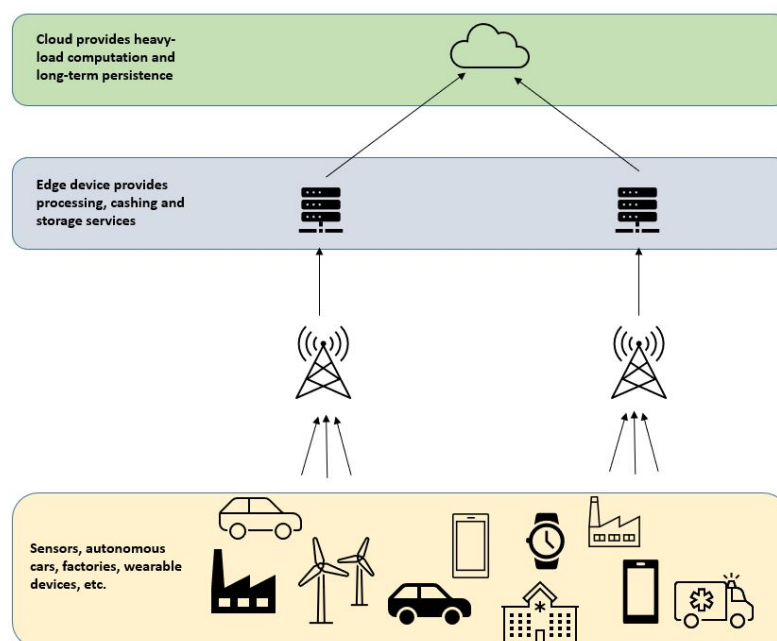 Cloud provides heavy-
load computation and
long-term persistence
Edge device provides
processing, cashing and
storage services
Sensors, autonomous
cars, factories, wearable
devices, etc.